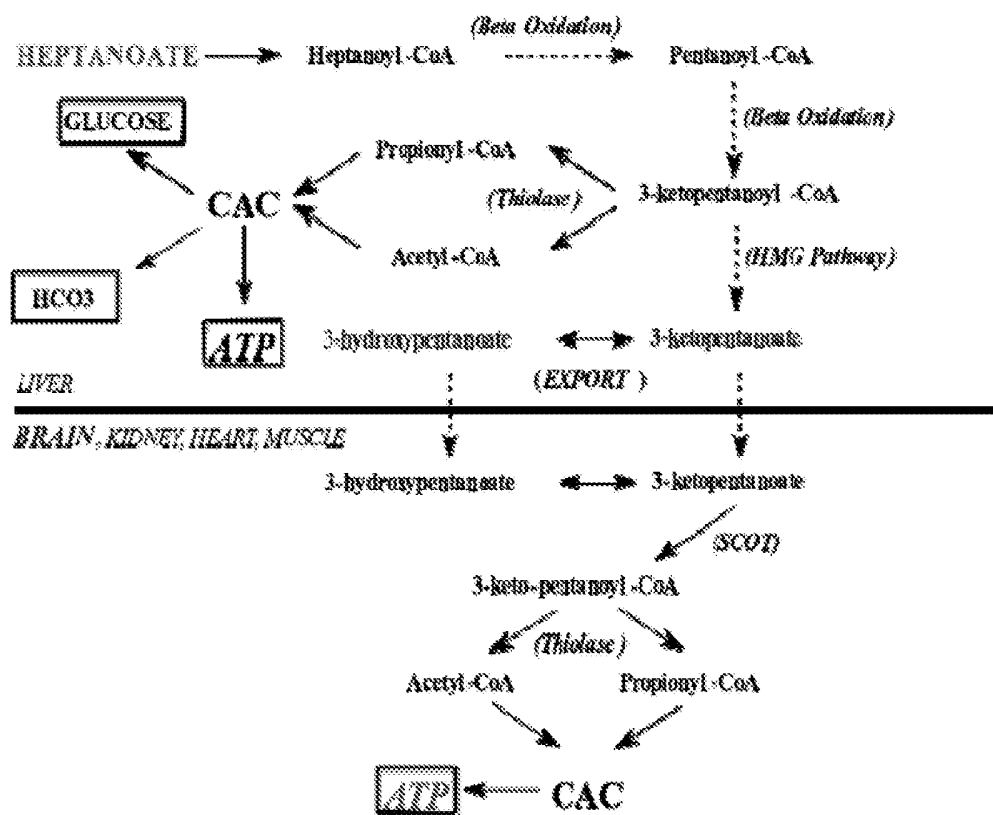 (Beta Oxidation)
HEPTANOATE Heptanoyl-CoA Pentanoyl-CoA
GLUCOSE
(Beta Oxidation)
Propionyl-CoA
CAC (Thiolase) 3-ketopentanoyl-CoA
Acetyl-CoA (HMG Pathway)
HCO3
ATP 3-hydroxypentanoate 3-ketopentanoate
LIVER (EXPORT)
BRAIN, KIDNEY, HEART, MUSCLE
3-hydroxypentanoate 3-ketopentanoate
(SCOT)
3-keto-pentanoyl-CoA
(Thiolase)
Acetyl-CoA Propionyl-CoA
ATP CAC